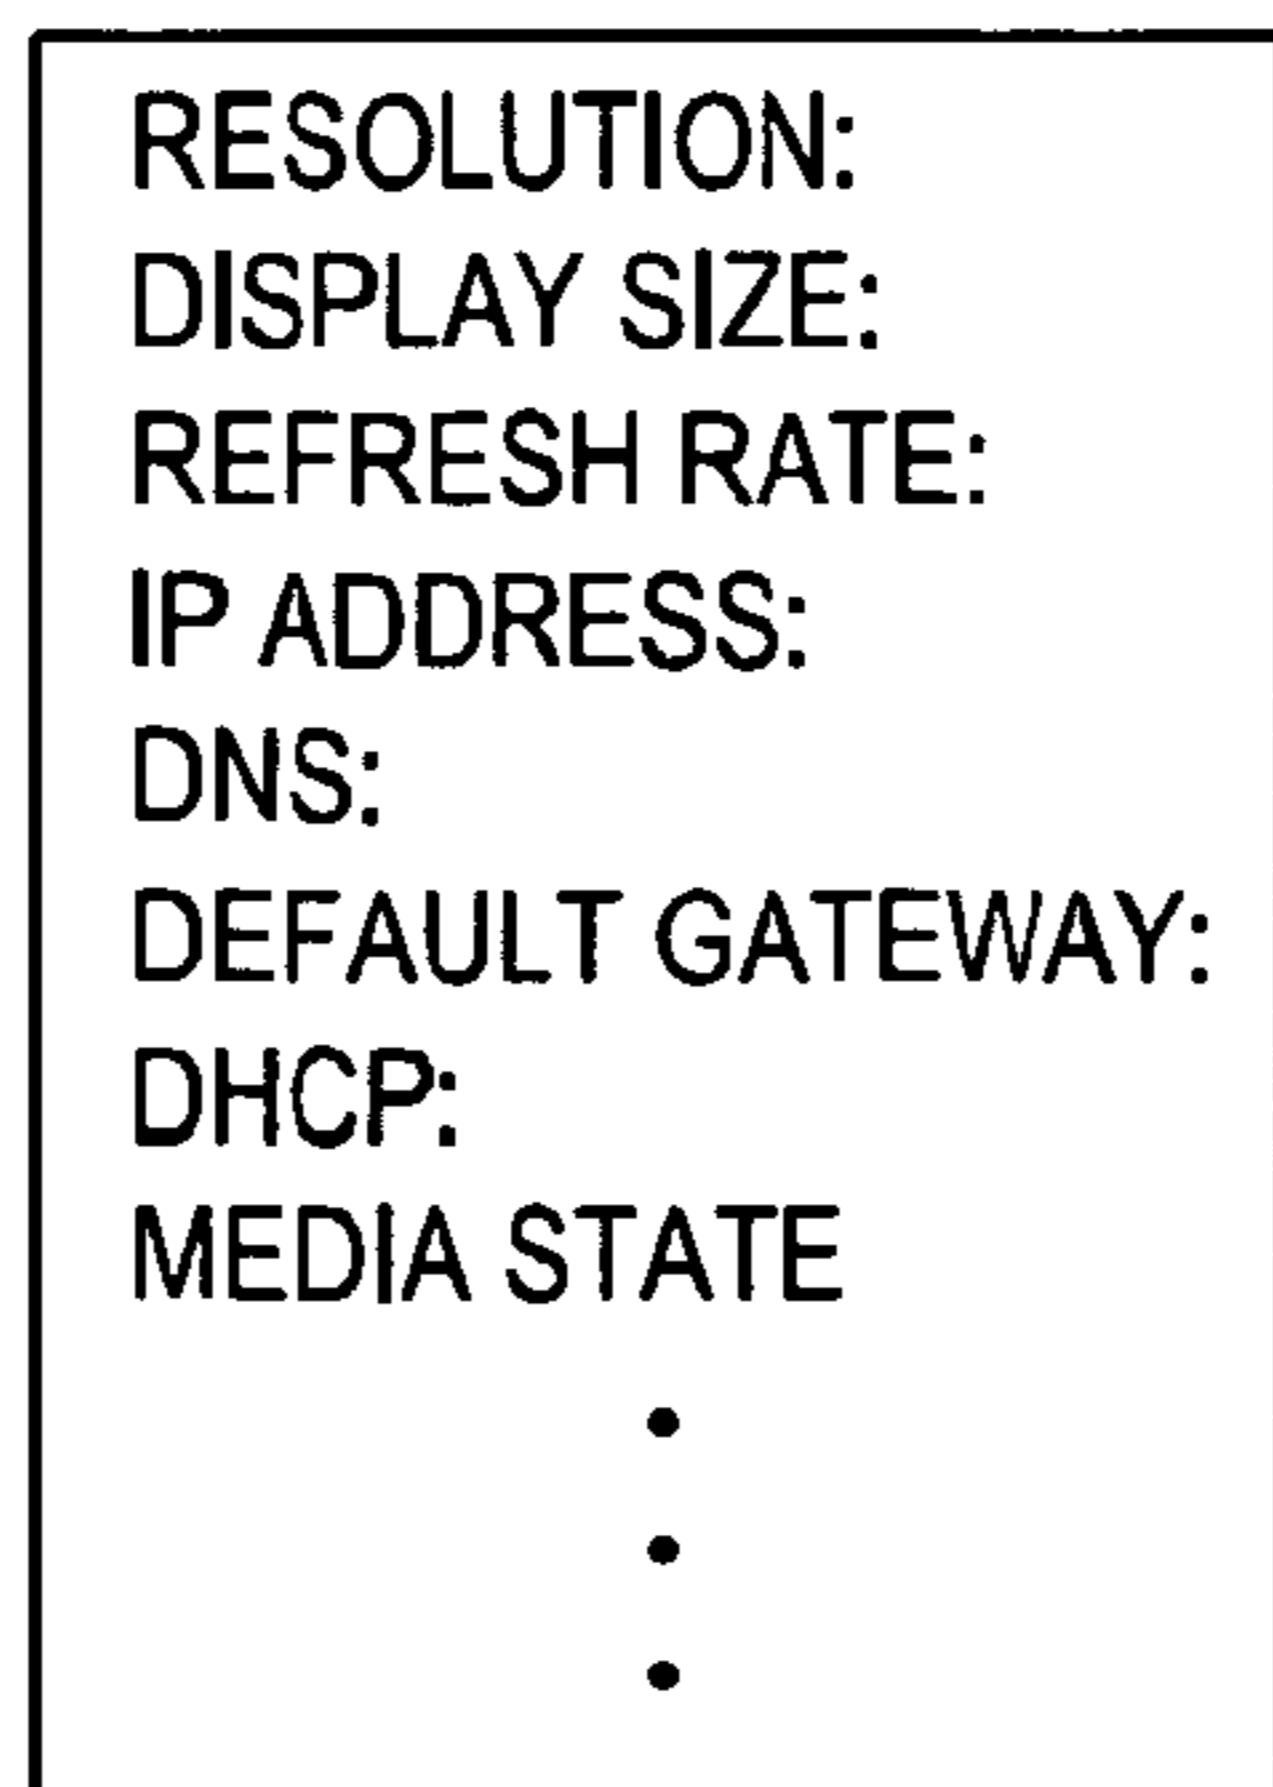 RESOLUTION:
DISPLAY SIZE:
REFRESH RATE:
IP ADDRESS:
DNS:
DEFAULT GATEWAY:
DHCP:
MEDIA STATE